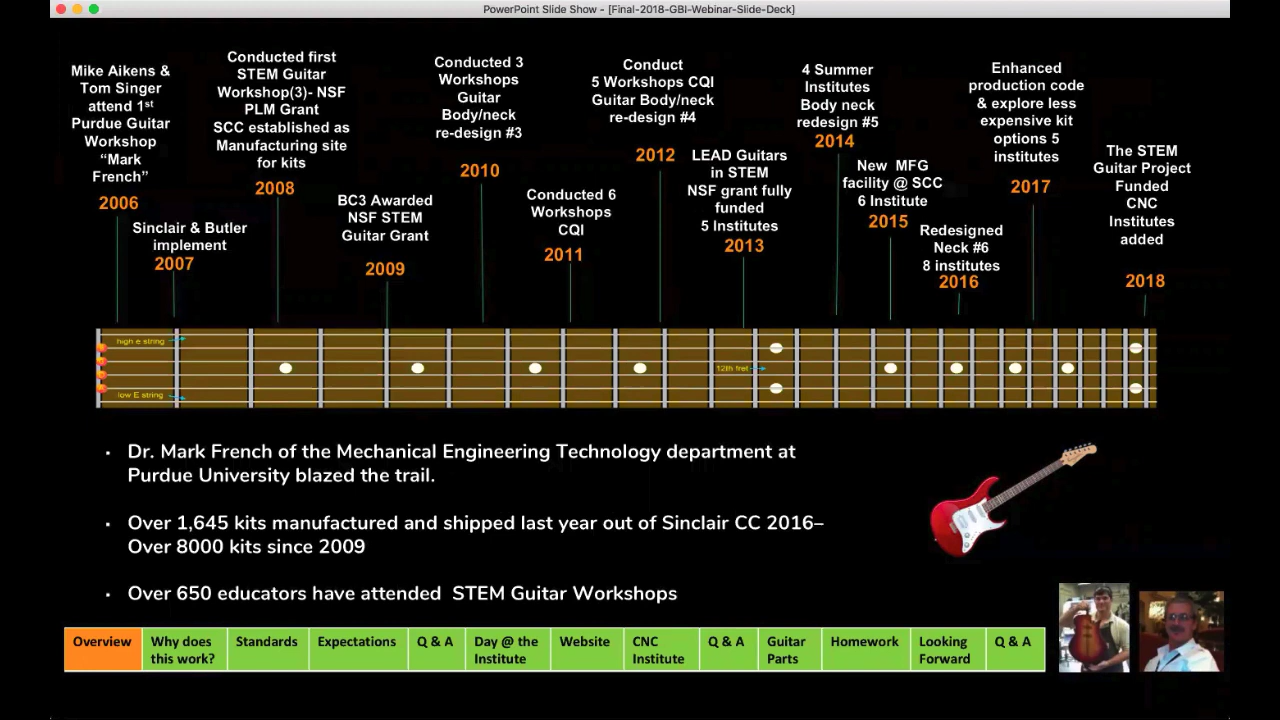 PowerPoint Slide Show - [Final-2018-GBI-Webinar-Slide-Deck]
Mike Aikens &
Tom Singer
attend 1st
Purdue Guitar
Workshop
“Mark
French”
2006
Sinclair & Butler
implement
2007
Conducted first
STEM Guitar
Workshop(3)- NSF
PLM Grant
SCC established as
Manufacturing site
for kits
2008
BC3 Awarded
NSF STEM
Guitar Grant
2009
Conducted 3
Workshops
Guitar
Body/neck
re-design #3
2010
Conducted 6
Workshops
CQI
2011
Conduct
5 Workshops CQI
Guitar Body/neck
re-design #4
2012
LEAD Guitars
in STEM
NSF grant fully
funded
5 Institutes
2013
4 Summer
Institutes
Body neck
redesign #5
2014
New MFG
facility @ SCC
6 Institute
2015
Redesigned
Neck #6
8 institutes
2016
Enhanced
production code
& explore less
expensive kit
options 5
institutes
2017
The STEM
Guitar Project
Funded
CNC
Institutes
added
2018
high e string
12th fret
low E string
▪ Dr. Mark French of the Mechanical Engineering Technology department at
Purdue University blazed the trail.
▪ Over 1,645 kits manufactured and shipped last year out of Sinclair CC 2016–
Over 8000 kits since 2009
▪ Over 650 educators have attended STEM Guitar Workshops
Overview
Why does
this work?
Standards
Expectations
Q & A
Day @ the
Institute
Website
CNC
Institute
Q & A
Guitar
Parts
Homework
Looking
Forward
Q & A